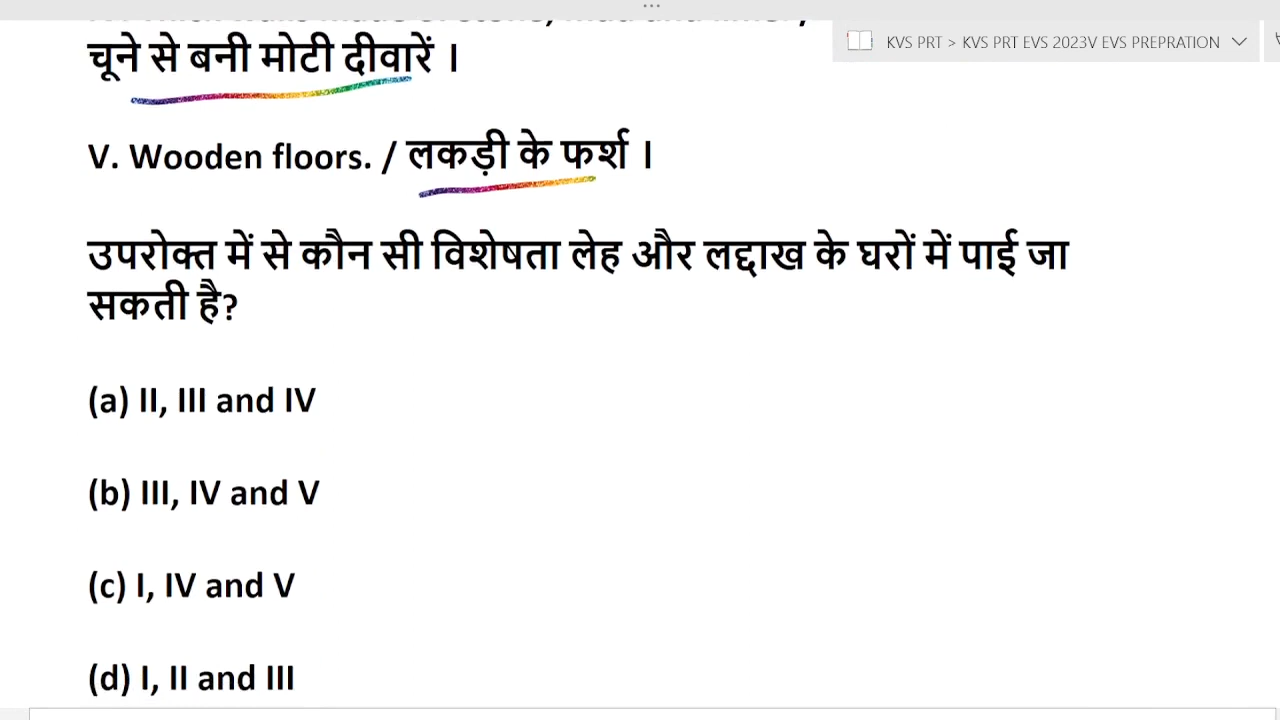 चूने से बनी मोटी दीवारें ।
KVS PRT > KVS PRT EVS 2023V EVS PREPRATION
V. Wooden floors. / लकड़ी के फर्श ।
उपरोक्त में से कौन सी विशेषता लेह और लद्दाख के घरों में पाई जा
सकती है?
(a) II, III and IV
(b) III, IV and V
(c) I, IV and V
(d) I, II and III